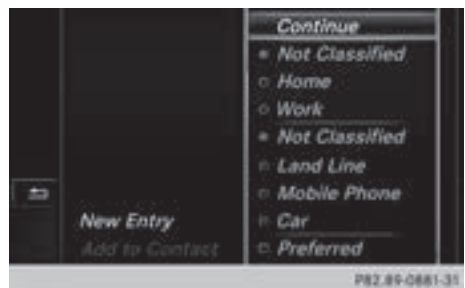 Continue
Not Classified
Home
Work
Not Classified
Land Line
Mobile Phone
Car
Preferred
New Entry
Add to Contact
P82.89-0881-31